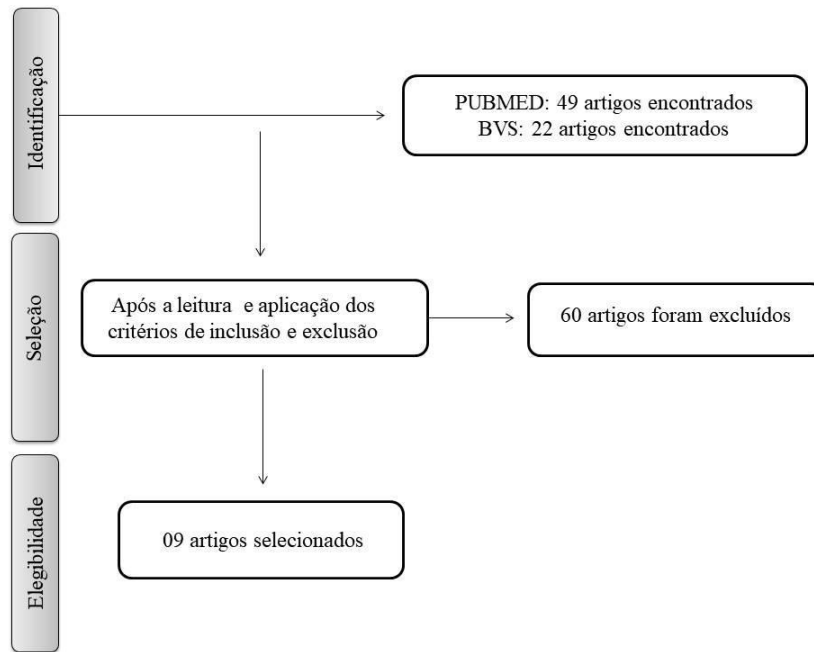 Identificação
PUBMED: 49 artigos encontrados
BVS: 22 artigos encontrados
Seleção
Após a leitura e aplicação dos
critérios de inclusão e exclusão
60 artigos foram excluídos
Elegibilidade
09 artigos selecionados